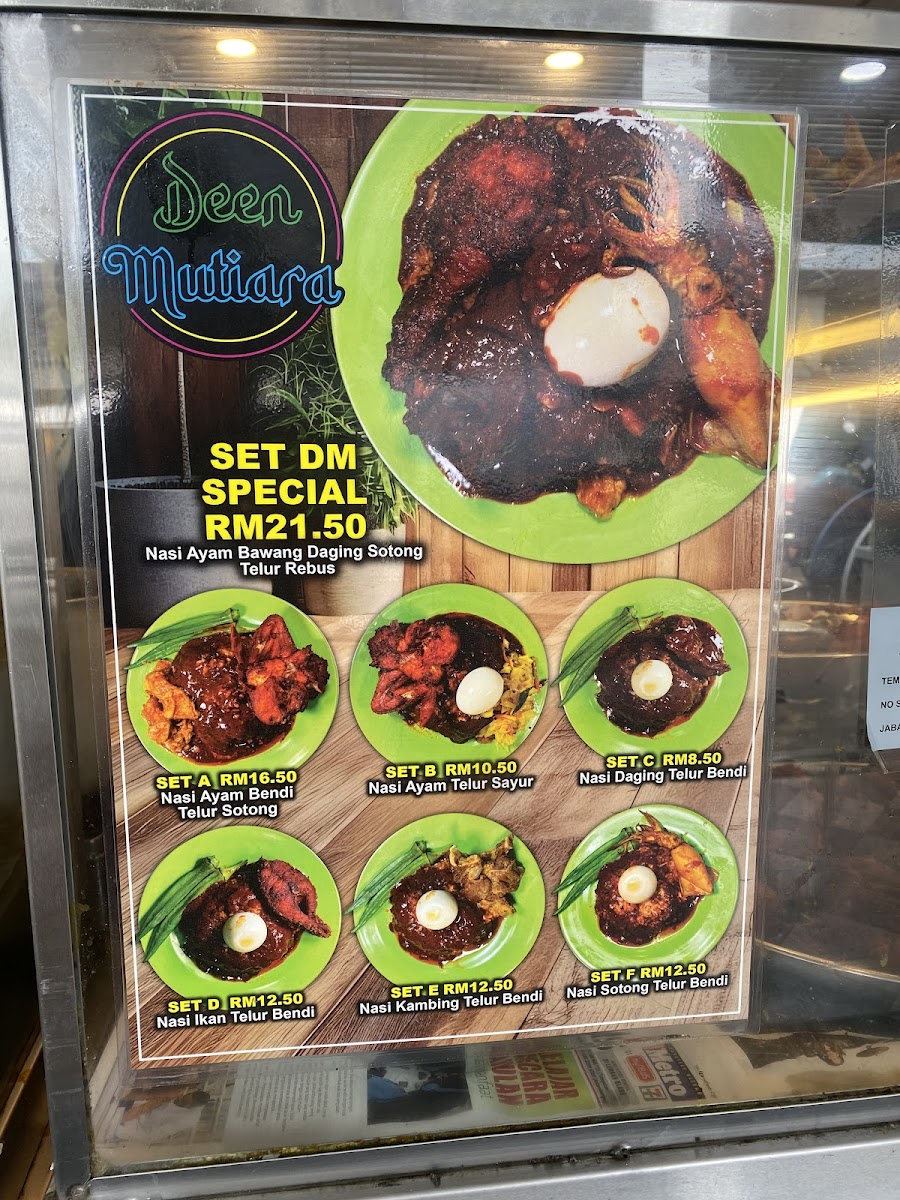 Deen
Mutiara
SET DM
SPECIAL
RM21.50
Nasi Ayam Bawang Daging Sotong
Telur Rebus
SET A RM16.50
Nasi Ayam Bendi
Telur Sotong
SET B RM10.50
Nasi Ayam Telur Sayur
SET C RM8.50
Nasi Daging Telur Bendi
SET D RM12.50
Nasi Ikan Telur Bendi
SET E RM12.50
Nasi Kambing Telur Bendi
SET F RM12.50
Nasi Sotong Telur Bendi
TEM
NO S
JABA
Metro